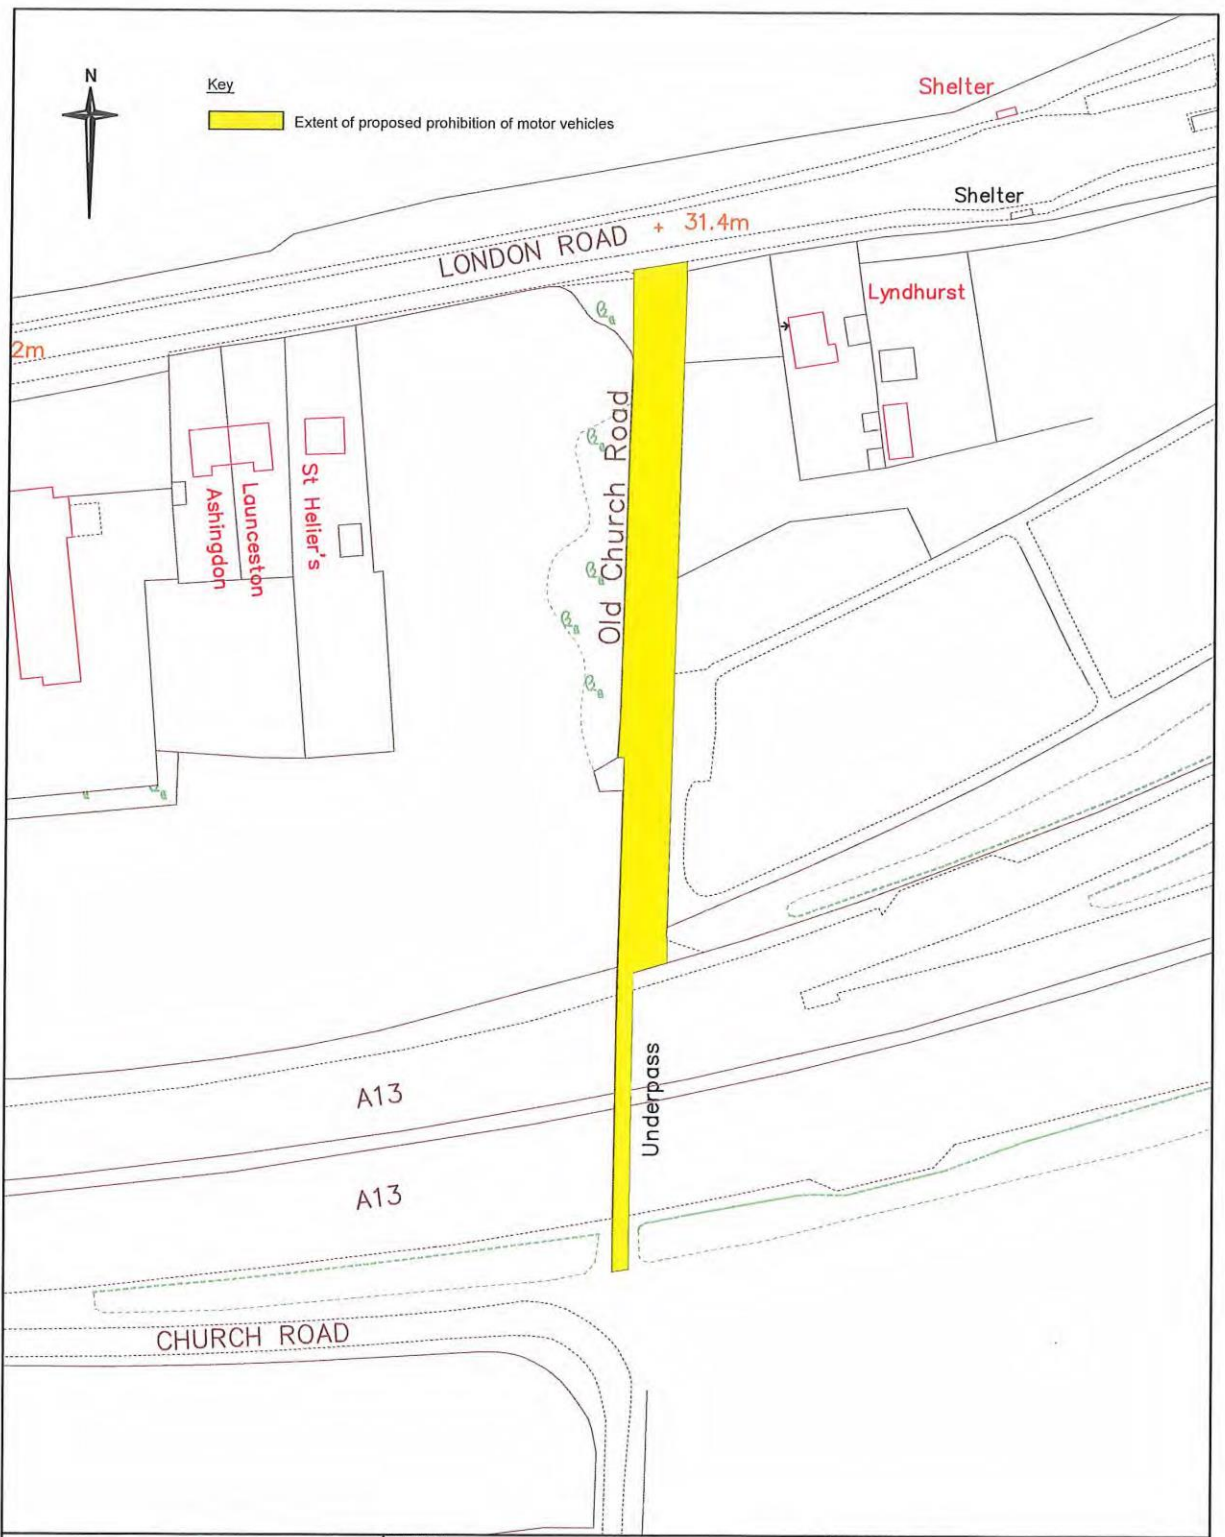 N
Key
Extent of proposed prohibition of motor vehicles
Shelter
Shelter
LONDON ROAD + 31.4m
Lyndhurst
2m
Old Church Road
Ashingdon
Launceston
St Helier's
A13
Underpass
A13
CHURCH ROAD